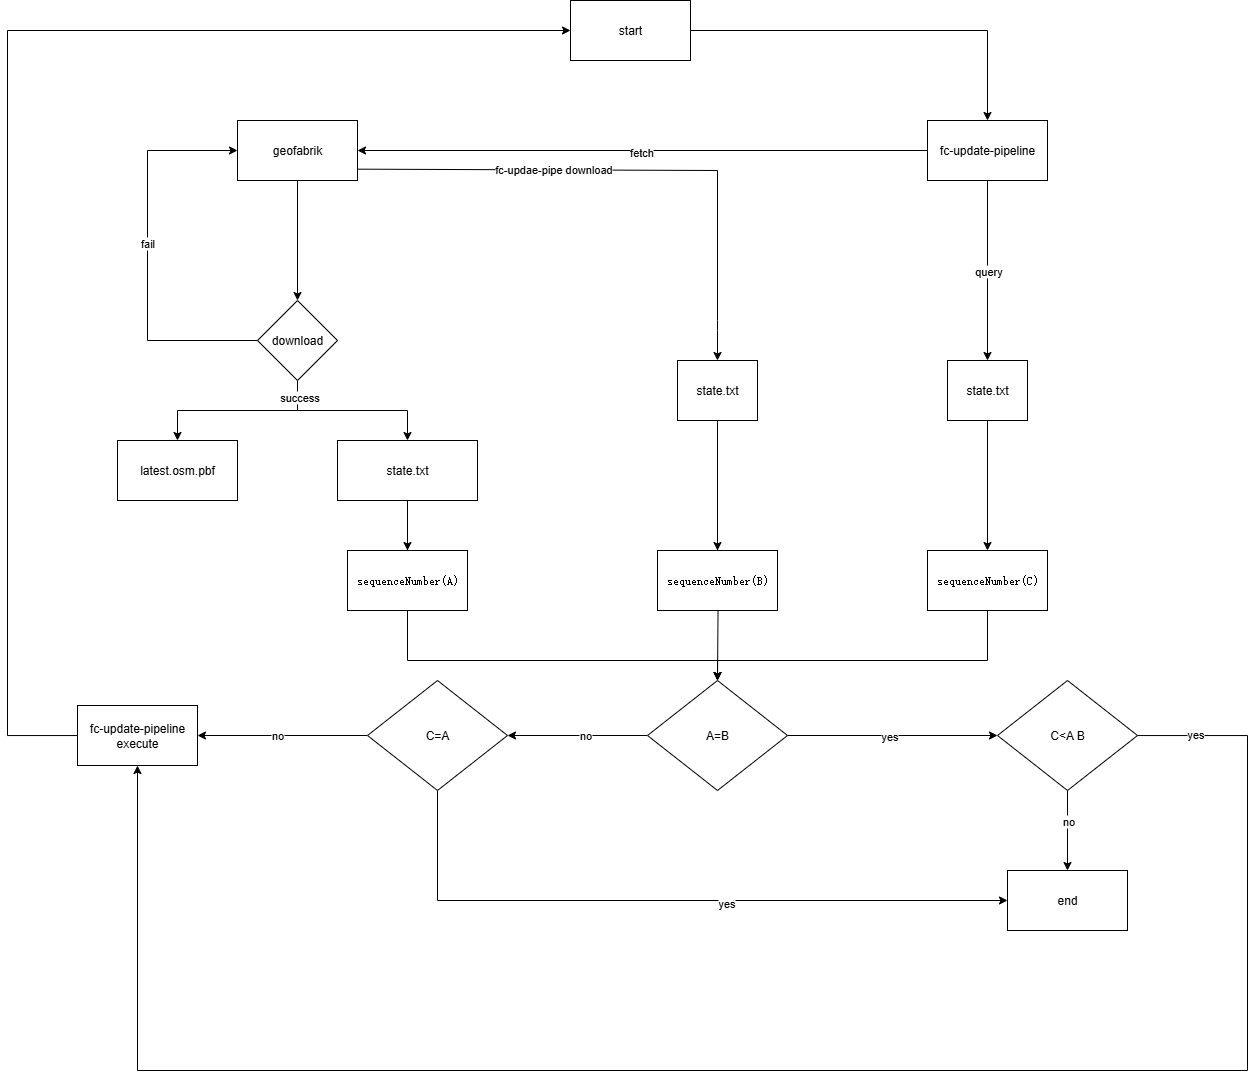 start
geofabrik
fetch
fc-update-pipeline
fc-updae-pipe download
fail
query
download
state.txt
state.txt
success
latest.osm.pbf
state.txt
sequenceNumber(A)
sequenceNumber(B)
sequenceNumber(C)
fc-update-pipeline
execute
no
C=A
no
A=B
yes
C<A B
yes
no
yes
end